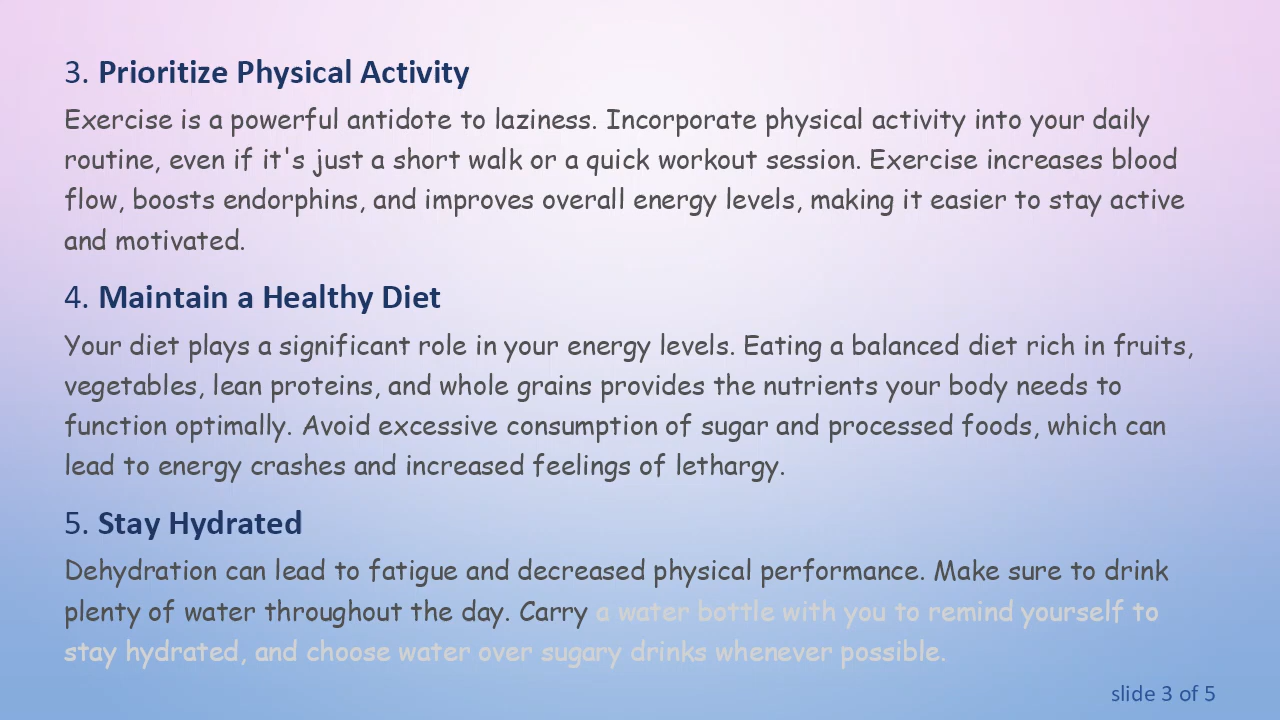 3. Prioritize Physical Activity
Exercise is a powerful antidote to laziness. Incorporate physical activity into your daily
routine, even if it's just a short walk or a quick workout session. Exercise increases blood
flow, boosts endorphins, and improves overall energy levels, making it easier to stay active
and motivated.
4. Maintain a Healthy Diet
Your diet plays a significant role in your energy levels. Eating a balanced diet rich in fruits,
vegetables, lean proteins, and whole grains provides the nutrients your body needs to
function optimally. Avoid excessive consumption of sugar and processed foods, which can
lead to energy crashes and increased feelings of lethargy.
5. Stay Hydrated
Dehydration can lead to fatigue and decreased physical performance. Make sure to drink
plenty of water throughout the day. Carry a water bottle with you to remind yourself to
stay hydrated, and choose water over sugary drinks whenever possible.
slide 3 of 5